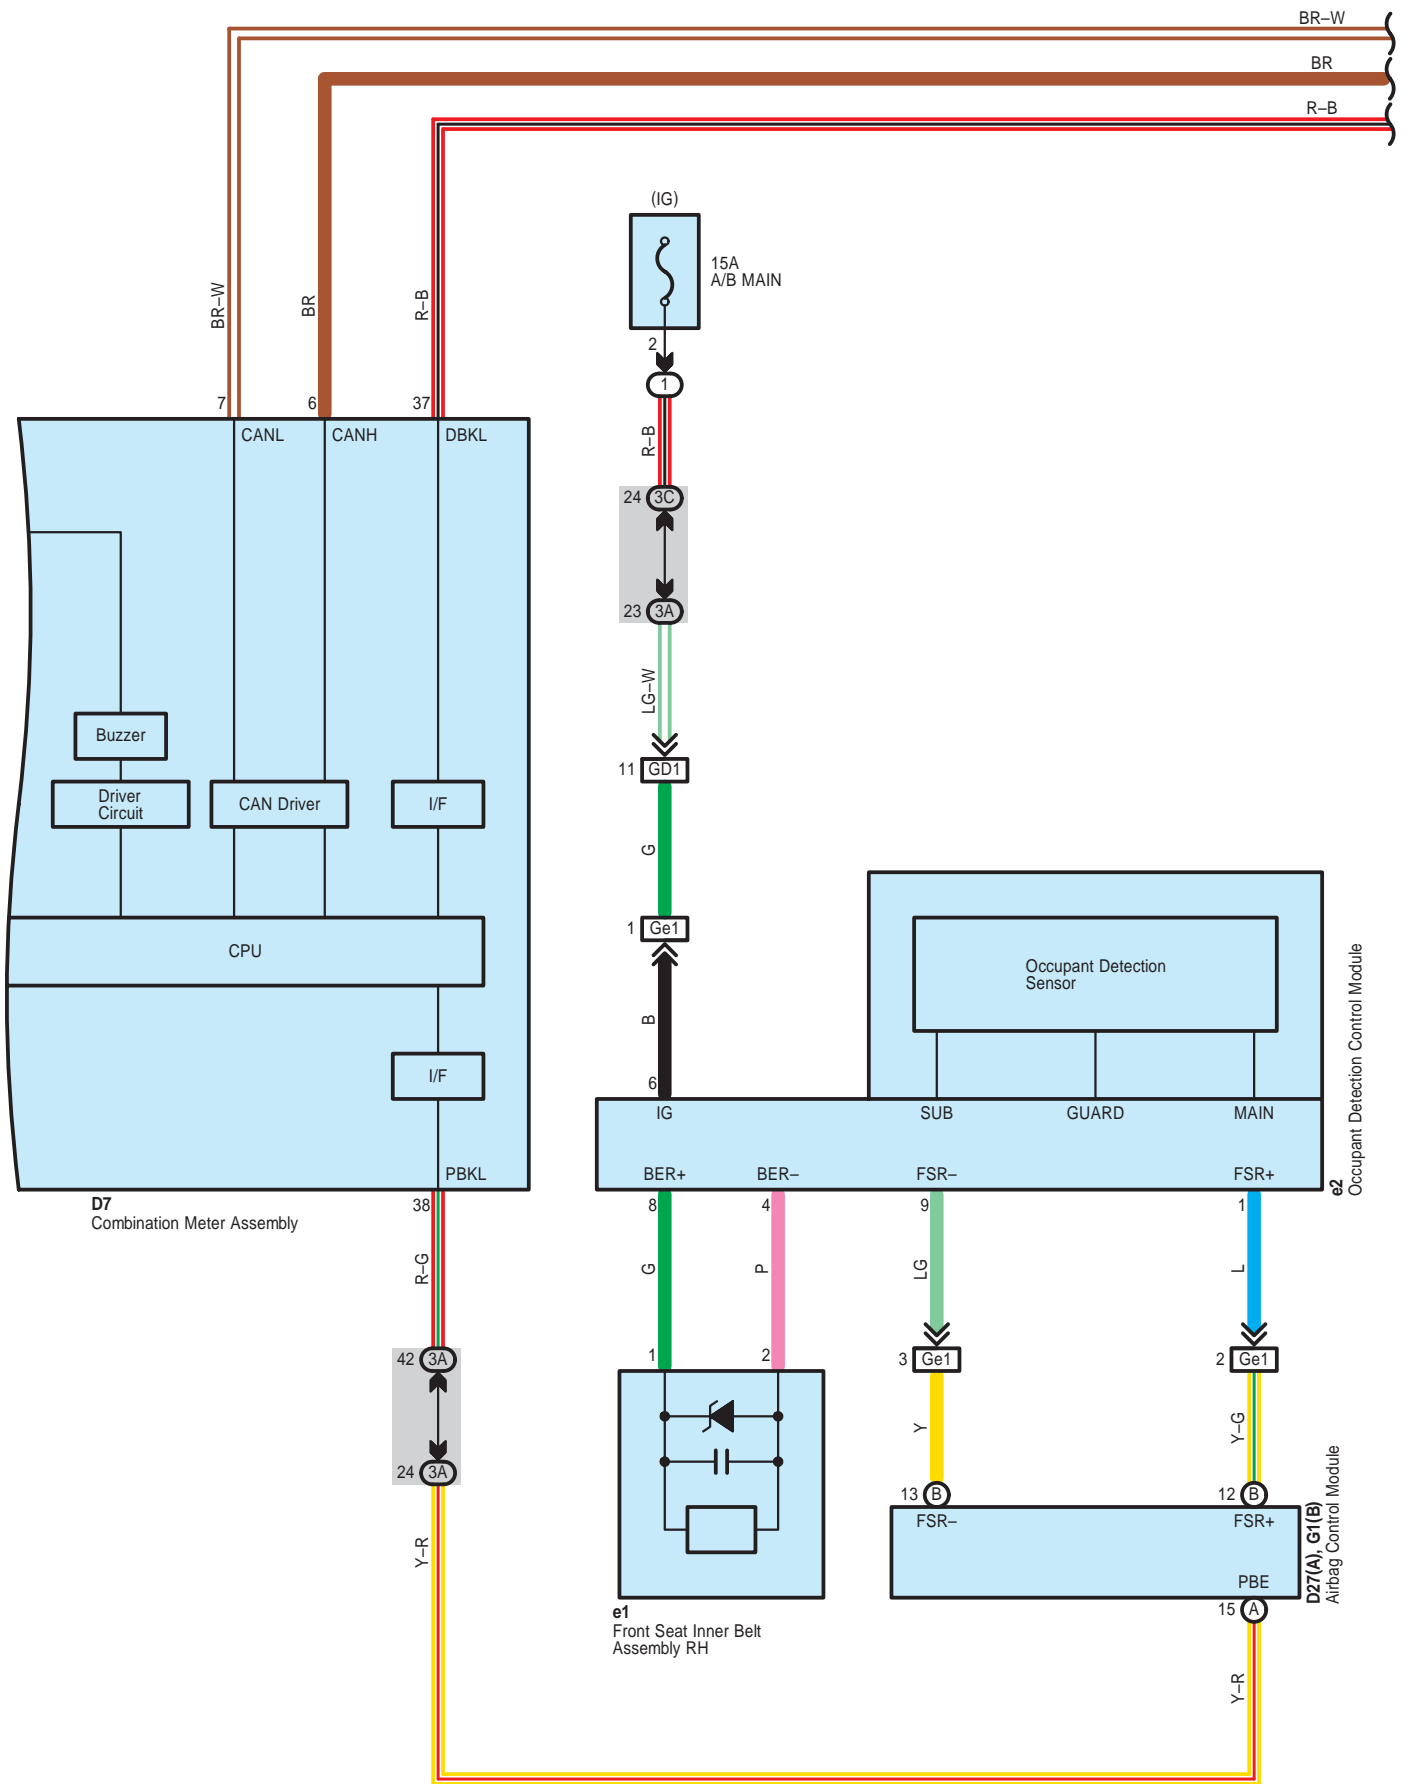 BR–W
BR
R–B
(IG)
15A
A/B MAIN
BR–W
BR
R–B
2
1
7
6
37
CANL
CANH
DBKL
R–B
24
3C
23
3A
LG–W
Buzzer
11
GD1
Driver
Circuit
CAN Driver
I/F
G
1
Ge1
CPU
Occupant Detection
Sensor
B
I/F
6
IG
SUB
GUARD
MAIN
PBKL
BER+
BER–
FSR–
FSR+
e2
Occupant Detection Control Module
D7
Combination Meter Assembly
38
8
4
9
1
R–G
G
P
LG
L
42
3A
1
2
3
Ge1
2
Ge1
Y
Y–G
24
3A
13
B
12
B
FSR–
FSR+
PBE
D27(A), G1(B)
Airbag Control Module
Y–R
e1
Front Seat Inner Belt
Assembly RH
15
A
Y–R